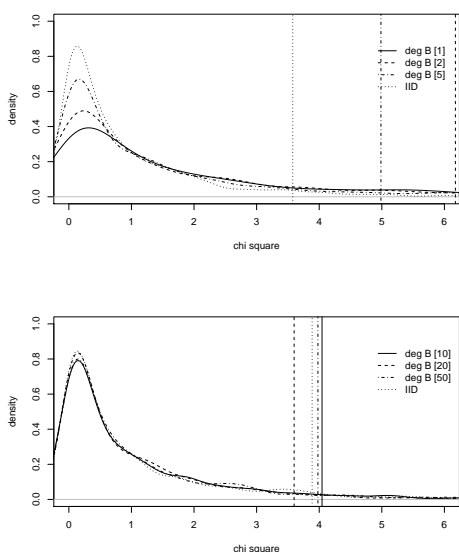 1.0
0.8
0.6
0.4
0.2
0.0
density
deg B [1]
deg B [2]
deg B [5]
IID
0 1 2 3 4 5 6
chi square
1.0
0.8
0.6
0.4
0.2
0.0
density
deg B [10]
deg B [20]
deg B [50]
IID
0 1 2 3 4 5 6
chi square